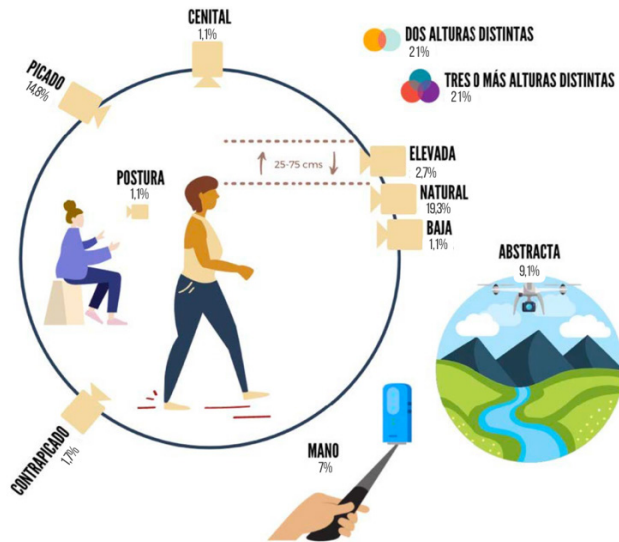 CENITAL
1,1%
DOS ALTURAS DISTINTAS
21%
TRES O MÁS ALTURAS DISTINTAS
21%
PICADO
14,8%
ELEVADA
2,7%
25-75 cms
NATURAL
19,3%
BAJA
1,1%
POSTURA
1,1%
ABSTRACTA
9,1%
CONTRAPICADO
1,7%
MANO
7%